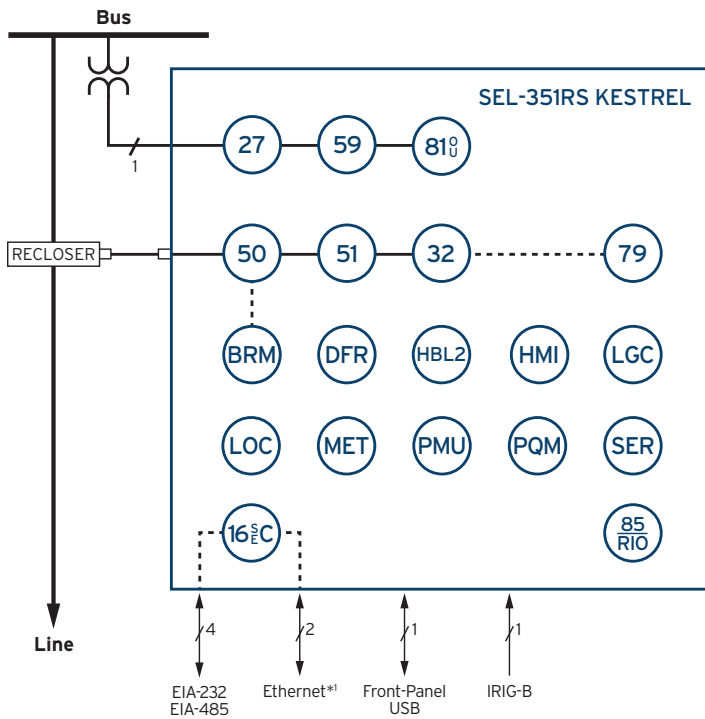 Bus
SEL-351RS KESTREL
27
59
81 O U
1
RECLOSER
50
51
32
79
BRM
DFR
HBL2
HMI
LGC
LOC
MET
PMU
PQM
SER
16 S E C
85
RIO
4
2
1
1
Line
EIA-232
EIA-485
Ethernet*1
Front-Panel
USB
IRIG-B